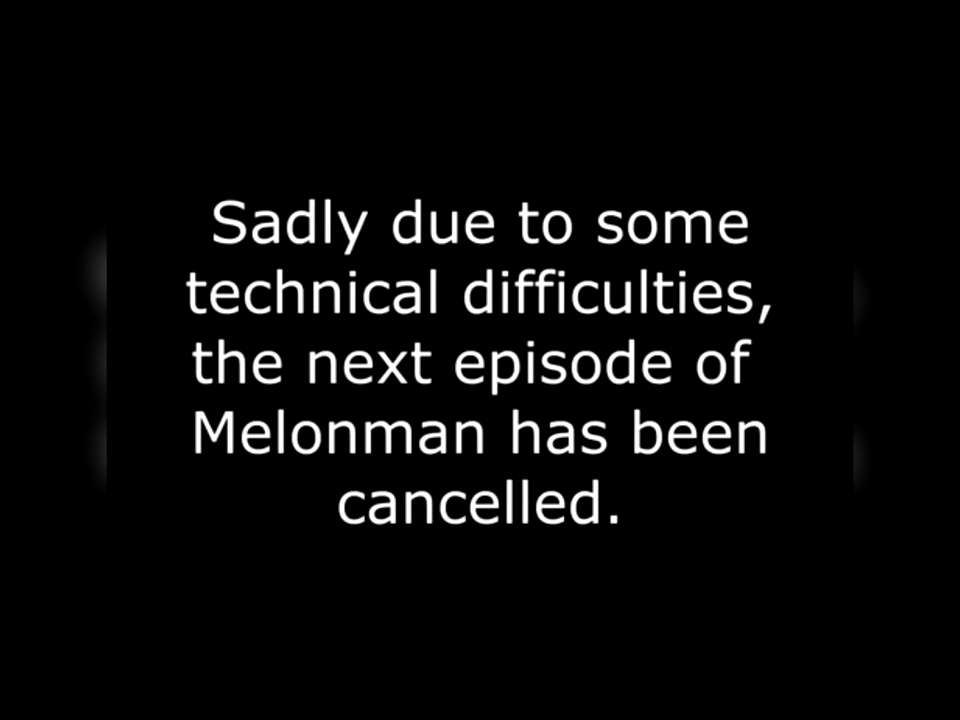 Sadly due to some
technical difficulties,
the next episode of
Melonman has been
cancelled.